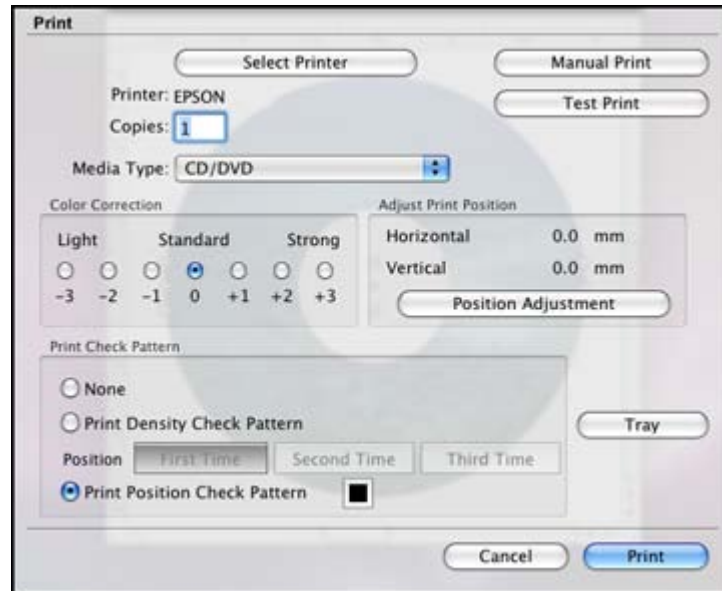 Print
Select Printer Manual Print
Printer: EPSON Test Print
Copies: 1
Media Type: CD/DVD
Color Correction Adjust Print Position
Light Standard Strong Horizontal 0.0 mm
Vertical 0.0 mm
-3 -2 -1 0 +1 +2 +3 Position Adjustment
Print Check Pattern
None
Print Density Check Pattern Tray
Position First Time Second Time Third Time
Print Position Check Pattern
Cancel Print